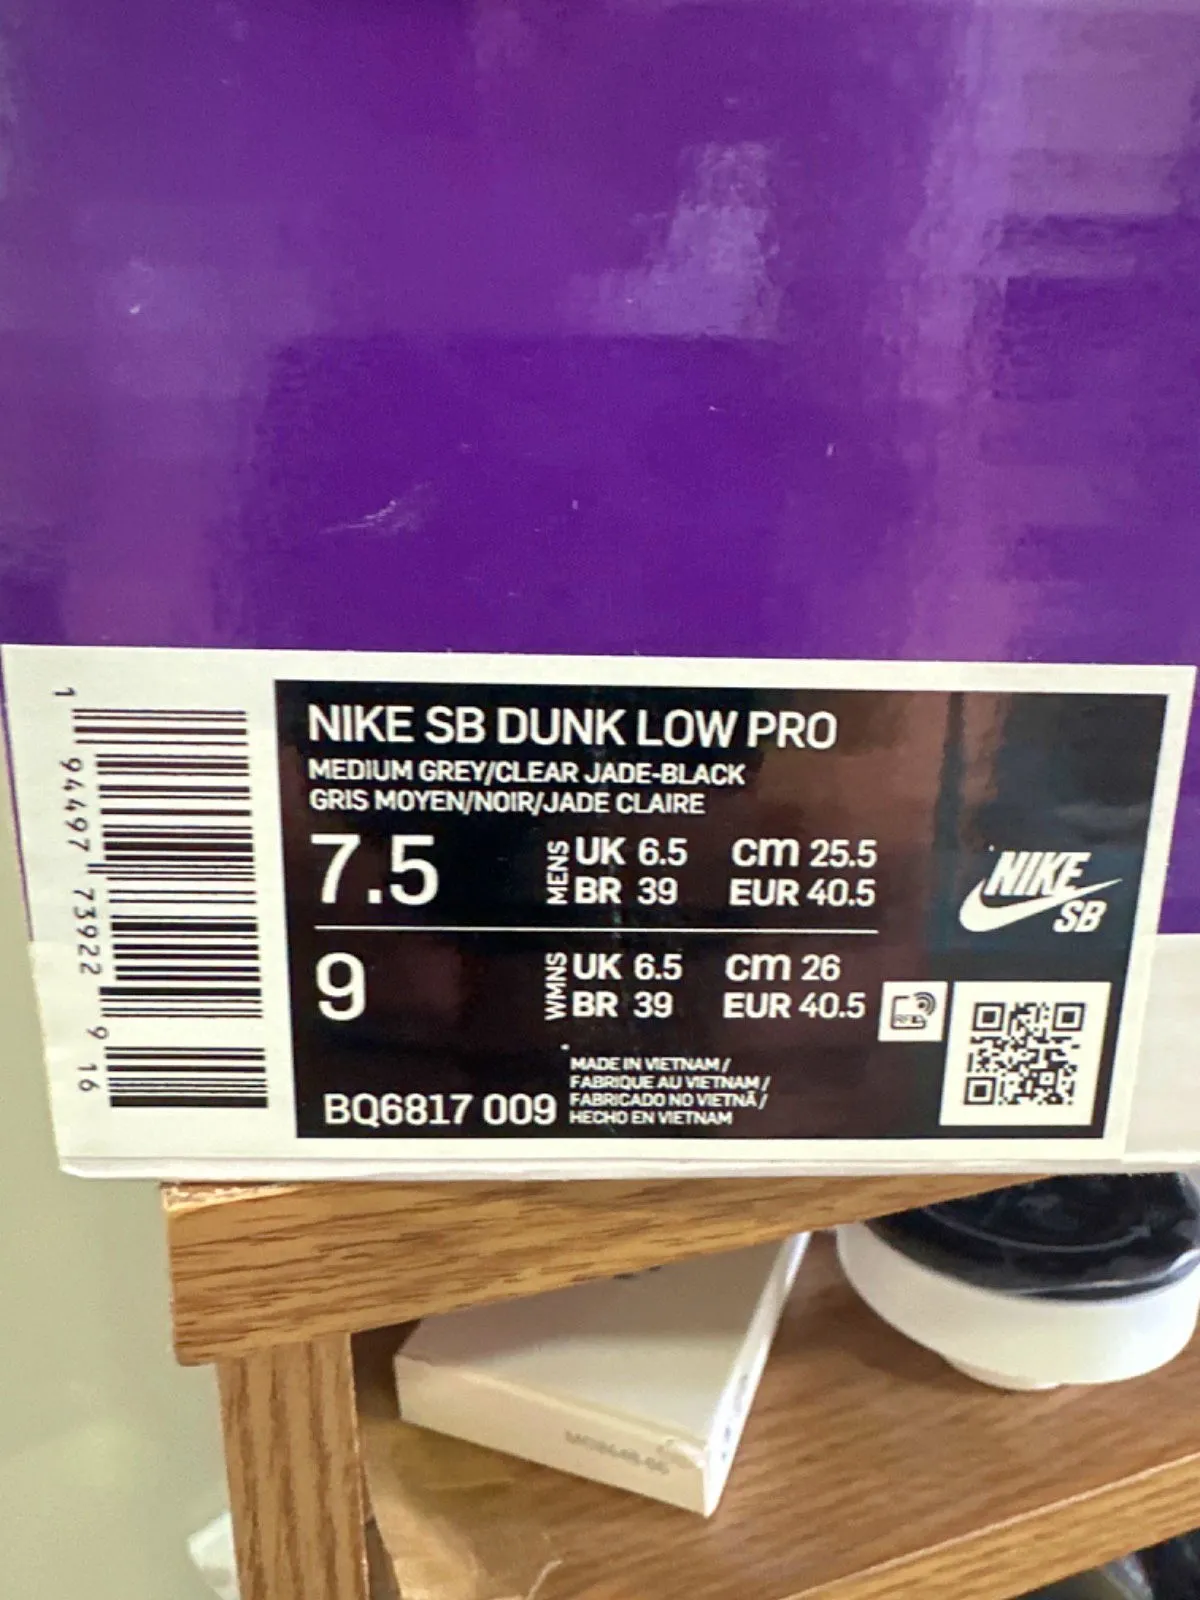 NIKE SB DUNK LOW PRO
MEDIUM GREY/CLEAR JADE-BLACK
GRIS MOYEN/NOIR/JADE CLAIRE
7.5 MENS UK 6.5 cm 25.5
BR 39 EUR 40.5
9 WMNS UK 6.5 cm 26
BR 39 EUR 40.5
NIKE
SB
RFID
BQ6817 009
MADE IN VIETNAM /
FABRIQUE AU VIETNAM /
FABRICADO NO VIETNÃ /
HECHO EN VIETNAM
1 94497 73922 9 16